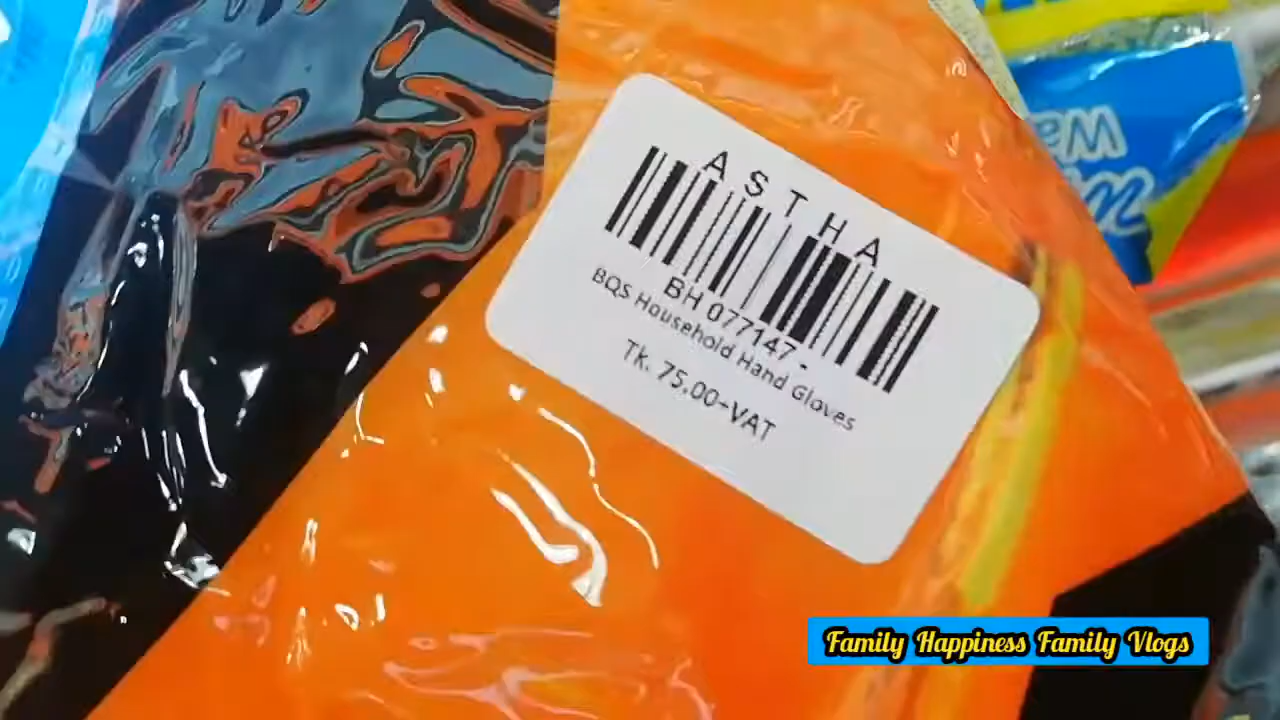 ASTHA
BH 077147-
BQS Household Hand Gloves
Tk. 75.00-VAT
Family Happiness Family Vlogs